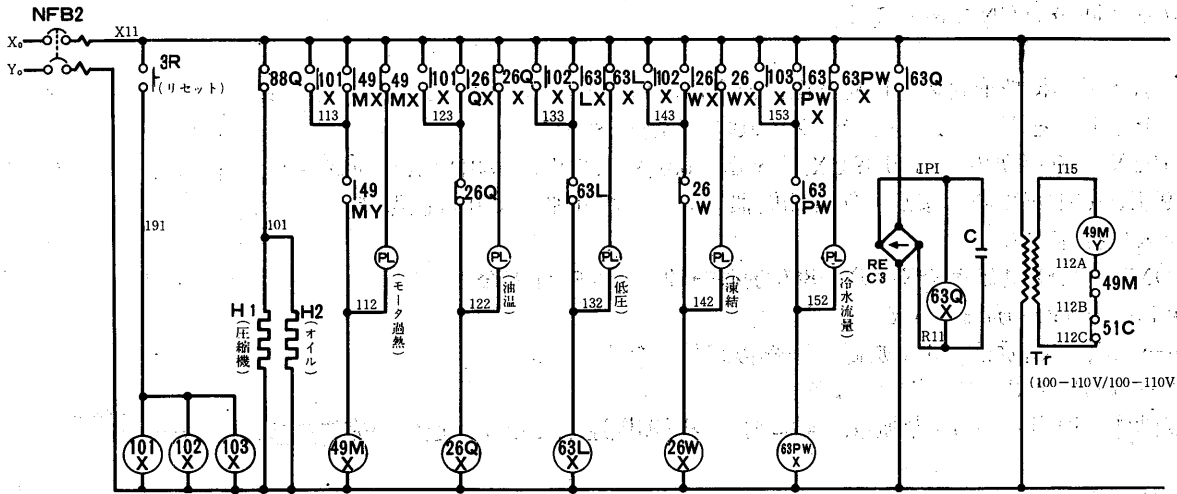 NFB2
X₀
X11
Y₀
3R
(リセット)
88Q
101
X
49
MX
49
MX
101
X
26
QX
26Q
X
102
X
63
LX
63L
X
102
X
26
WX
26
WX
103
X
63
PW
X
63PW
X
63Q
113
123
133
143
153
49
MY
26Q
63L
26
W
63
PW
191
101
PL
(モータ過熱)
PL
(油温)
PL
(低圧)
PL
(凍結)
PL
(冷水流量)
112
122
132
142
152
H1
(圧縮機)
H2
(オイル)
1P1
RE
C3
C
63Q
X
R11
115
49M
Y
112A
49M
112B
51C
112C
Tr
(100-110V/100-110V
101
X
102
X
103
X
49M
X
26Q
X
63L
X
26W
X
63PW
X